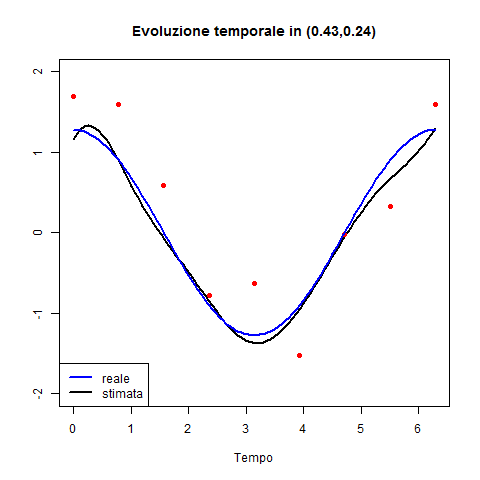 Evoluzione temporale in (0.43,0.24)
2
1
0
-1
-2
reale
stimata
0 1 2 3 4 5 6
Tempo